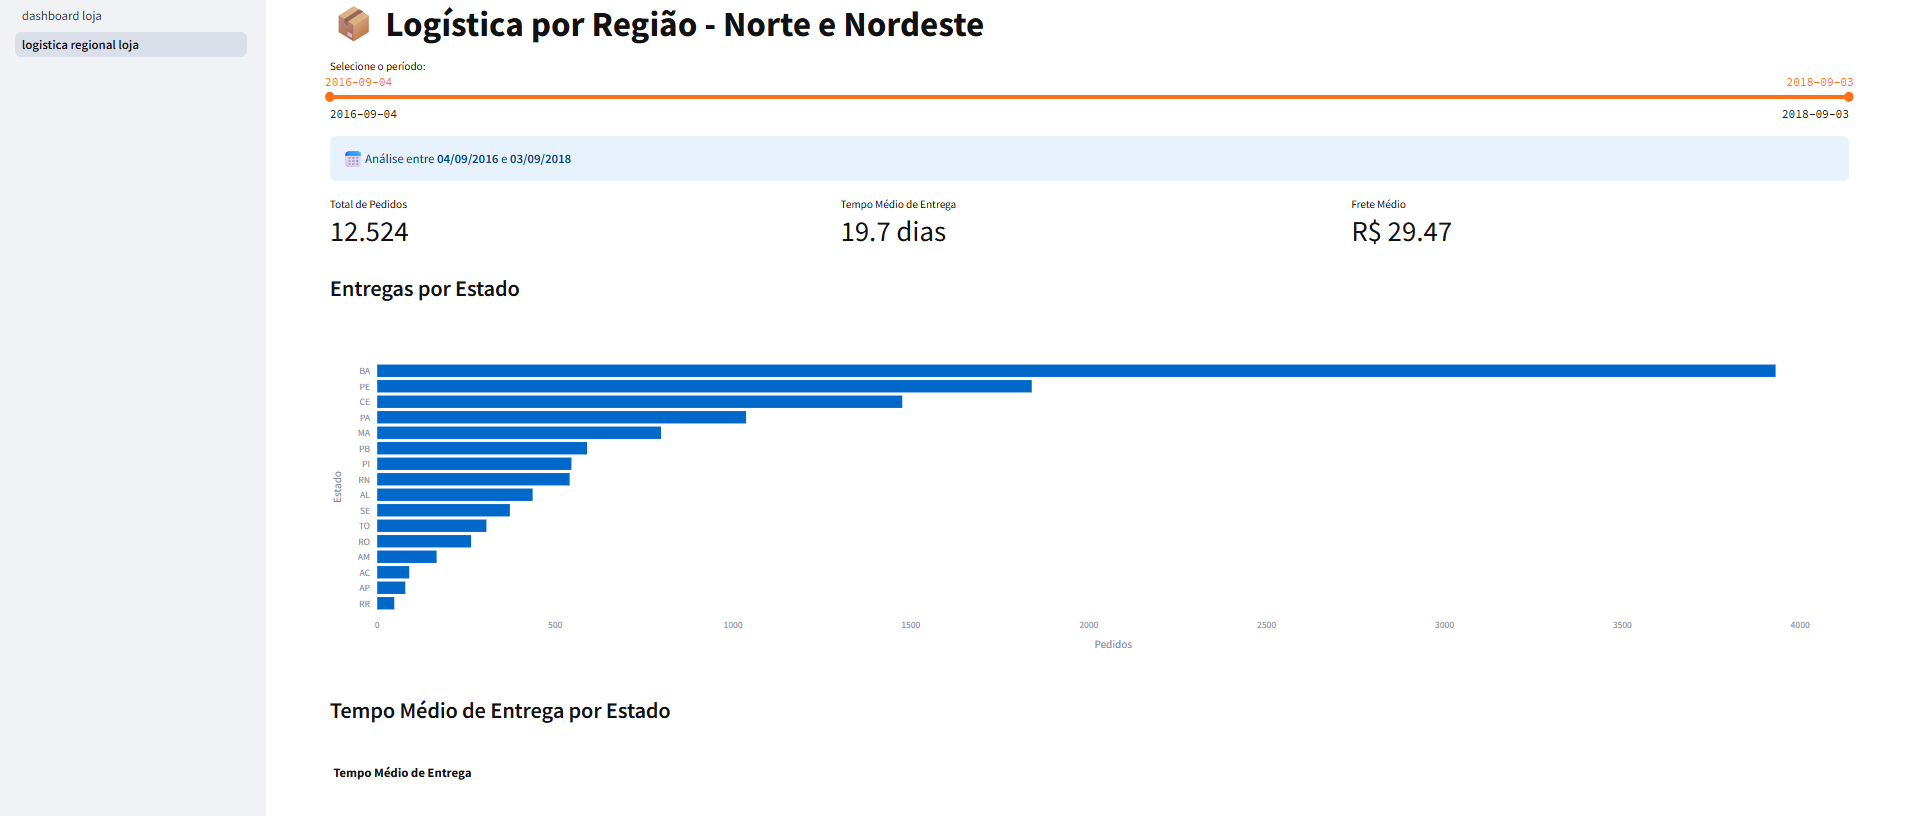 dashboard loja
logistica regional loja
Logística por Região - Norte e Nordeste
Selecione o período:
2016-09-04 2018-09-03
2016-09-04 2018-09-03
Análise entre 04/09/2016 e 03/09/2018
Total de Pedidos Tempo Médio de Entrega Frete Médio
12.524 19.7 dias R$ 29.47
Entregas por Estado
BA
PE
CE
PA
MA
PB
PI
RN
AL
SE
TO
RO
AM
AC
AP
RR
Estado
0 500 1000 1500 2000 2500 3000 3500 4000
Pedidos
Tempo Médio de Entrega por Estado
Tempo Médio de Entrega